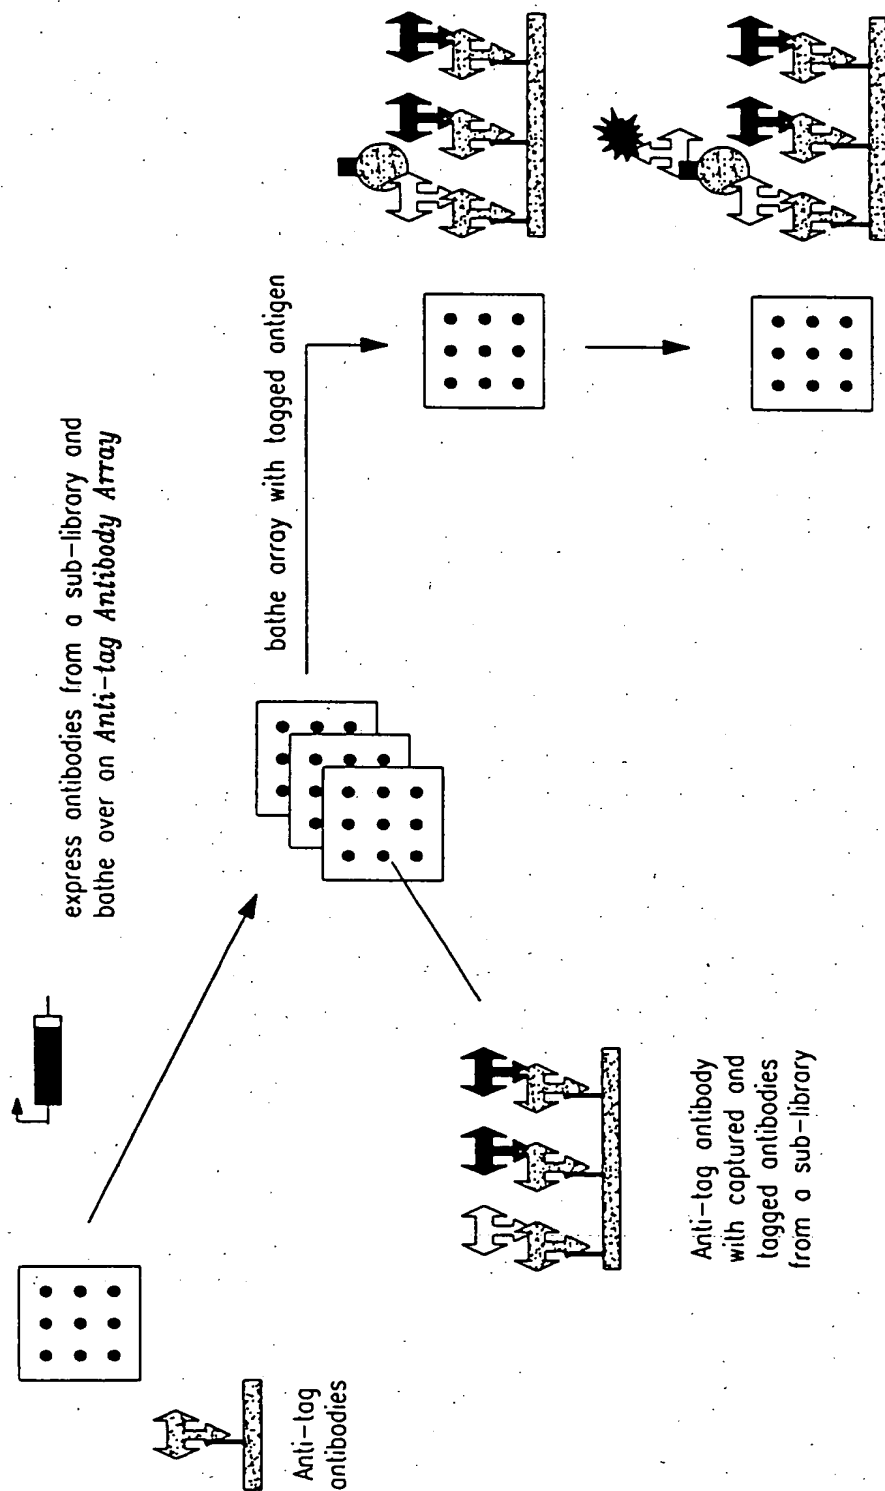 express antibodies from a sub-library and
bathe over an Anti-tag Antibody Array
bathe array with tagged antigen
Anti-tag
antibodies
Anti-tag antibody
with captured and
tagged antibodies
from a sub-library